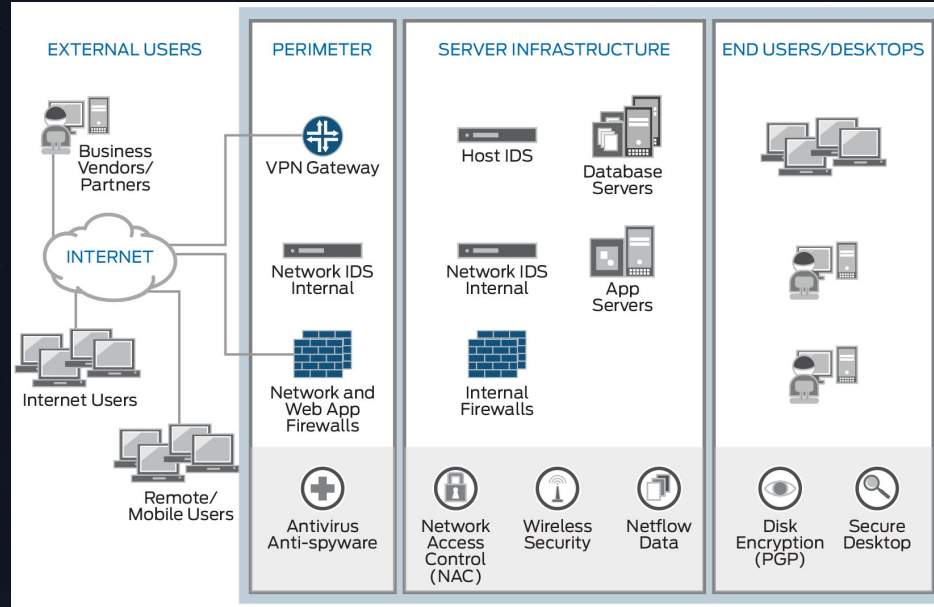 EXTERNAL USERS
Business
Vendors/
Partners
INTERNET
Internet Users
Remote/
Mobile Users
PERIMETER
VPN Gateway
Network IDS
Internal
Network and
Web App
Firewalls
Antivirus
Anti-spyware
SERVER INFRASTRUCTURE
Host IDS
Database
Servers
Network IDS
Internal
App
Servers
Internal
Firewalls
Network
Access
Control
(NAC)
Wireless
Security
Netflow
Data
END USERS/DESKTOPS
Disk
Encryption
(PGP)
Secure
Desktop